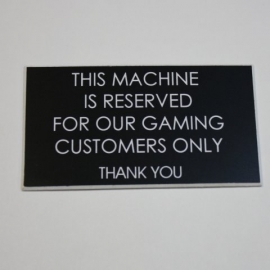 THIS MACHINE
IS RESERVED
FOR OUR GAMING
CUSTOMERS ONLY
THANK YOU